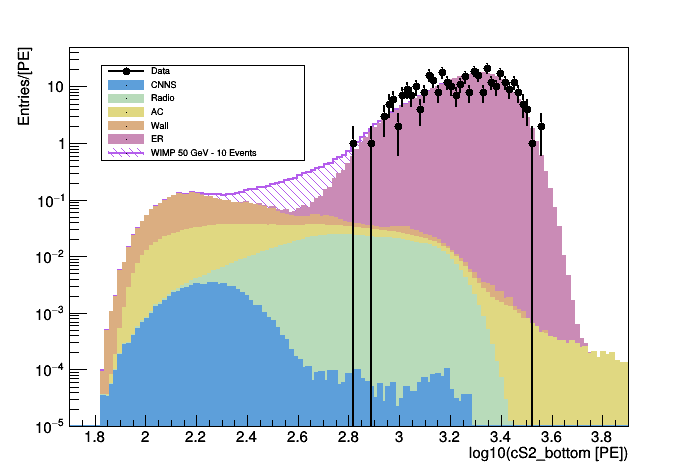 Entries/[PE]
Data
CNNS
Radio
AC
Wall
ER
WIMP 50 GeV - 10 Events
10
1
10⁻¹
10⁻²
10⁻³
10⁻⁴
10⁻⁵
1.8 2 2.2 2.4 2.6 2.8 3 3.2 3.4 3.6 3.8
log10(cS2_bottom [PE])